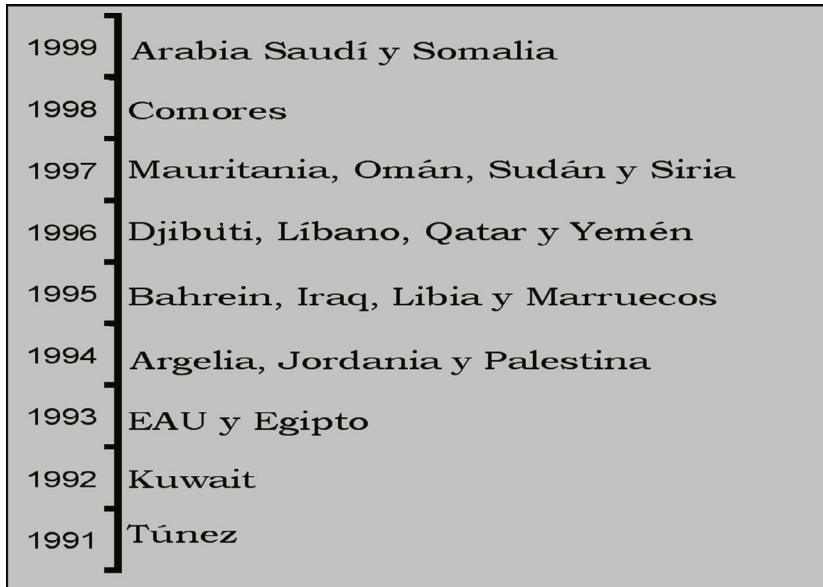 1999 Arabia Saudí y Somalia
1998 Comores
1997 Mauritania, Omán, Sudán y Siria
1996 Djibuti, Líbano, Qatar y Yemén
1995 Bahrein, Iraq, Libia y Marruecos
1994 Argelia, Jordania y Palestina
1993 EAU y Egipto
1992 Kuwait
1991 Túnez